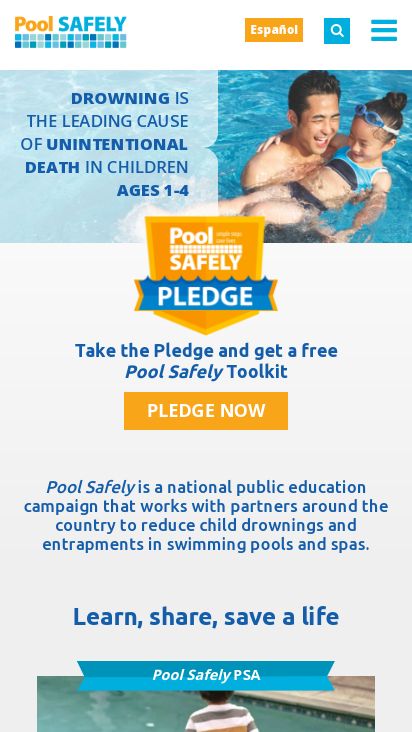 Pool SAFELY
Español
DROWNING IS
THE LEADING CAUSE
OF UNINTENTIONAL
DEATH IN CHILDREN
AGES 1-4
Pool
simple steps
save lives
SAFELY
PLEDGE
Take the Pledge and get a free
Pool Safely Toolkit
PLEDGE NOW
Pool Safely is a national public education
campaign that works with partners around the
country to reduce child drownings and
entrapments in swimming pools and spas.
Learn, share, save a life
Pool Safely PSA